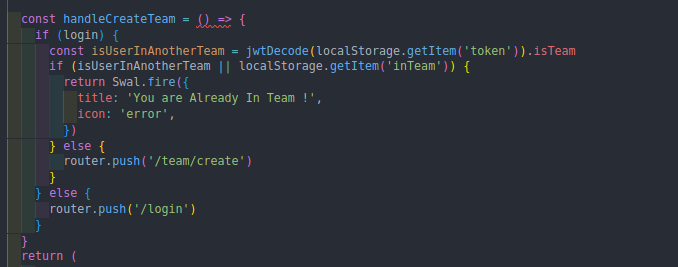 const handleCreateTeam = () => {
if (login) {
const isUserInAnotherTeam = jwtDecode(localStorage.getItem('token')).isTeam
if (isUserInAnotherTeam || localStorage.getItem('inTeam')) {
return Swal.fire({
title: 'You are Already In Team !',
icon: 'error',
})
} else {
router.push('/team/create')
}
} else {
router.push('/login')
}
}
return (